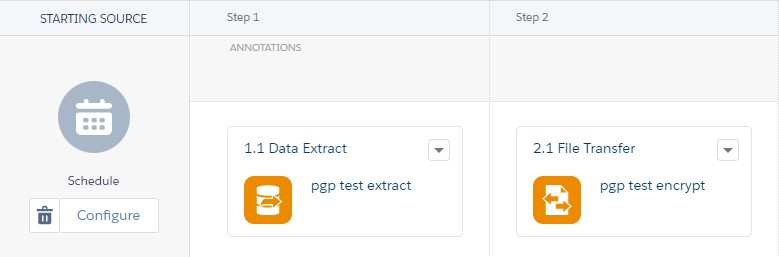 STARTING SOURCE
Step 1
Step 2
ANNOTATIONS
Schedule
Configure
1.1 Data Extract
pgp test extract
2.1 File Transfer
pgp test encrypt